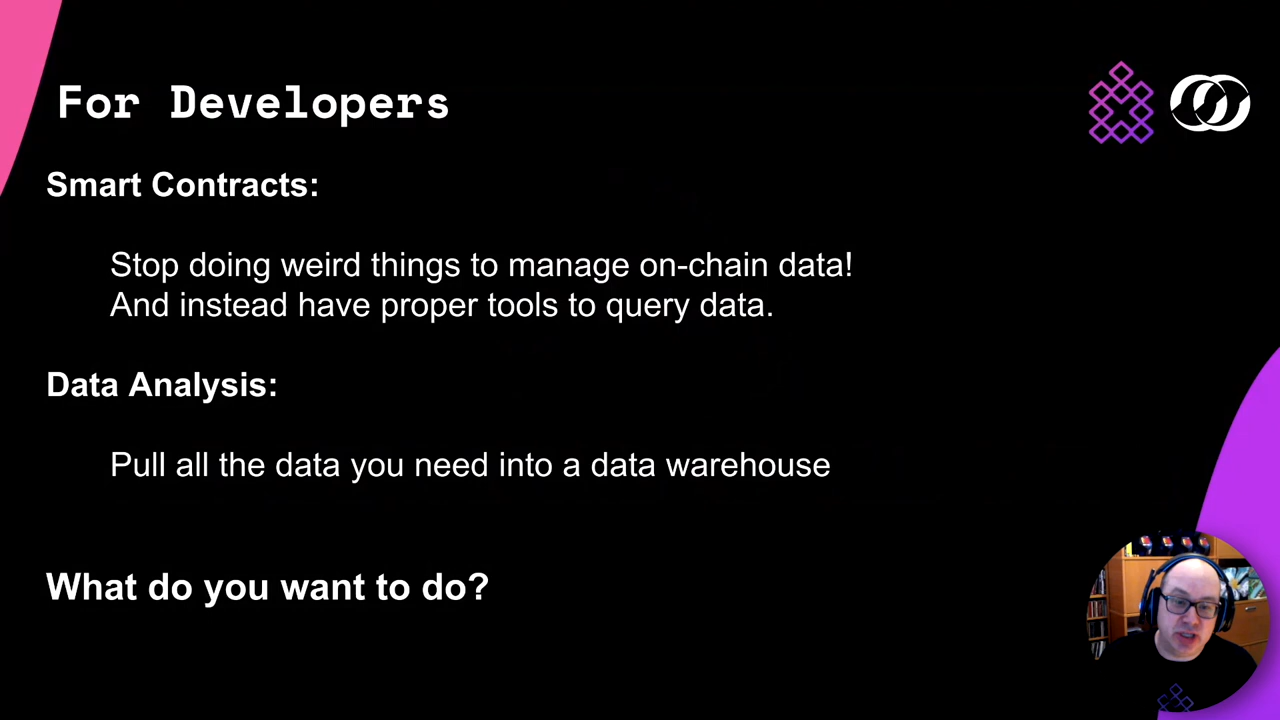 For Developers
Smart Contracts:
Stop doing weird things to manage on-chain data!
And instead have proper tools to query data.
Data Analysis:
Pull all the data you need into a data warehouse
What do you want to do?